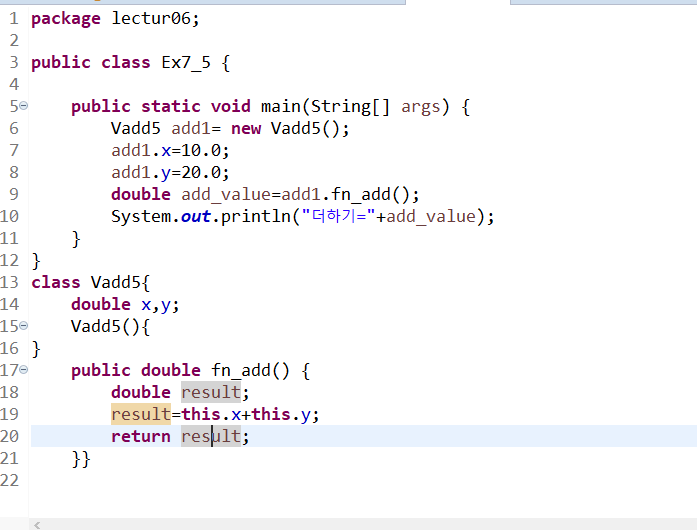 1 package lectur06;
2
3 public class Ex7_5 {
4
5     public static void main(String[] args) {
6         Vadd5 add1= new Vadd5();
7         add1.x=10.0;
8         add1.y=20.0;
9         double add_value=add1.fn_add();
10         System.out.println("더하기="+add_value);
11     }
12 }
13 class Vadd5{
14     double x,y;
15     Vadd5(){
16 }
17     public double fn_add() {
18         double result;
19         result=this.x+this.y;
20         return result;
21     }}
22